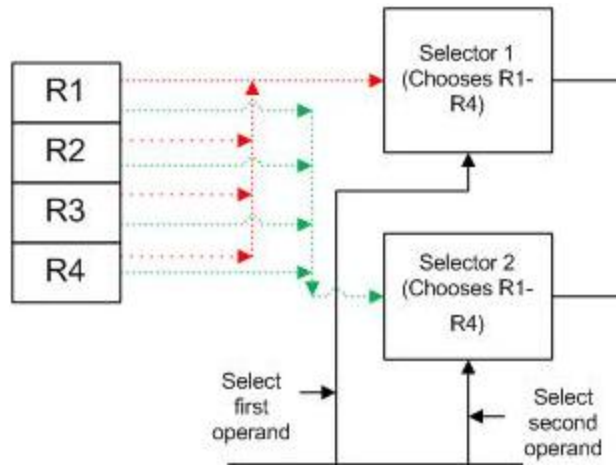 R1
R2
R3
R4
Selector 1
(Chooses R1-
R4)
Selector 2
(Chooses R1-
R4)
Select
first
operand
Select
second
operand